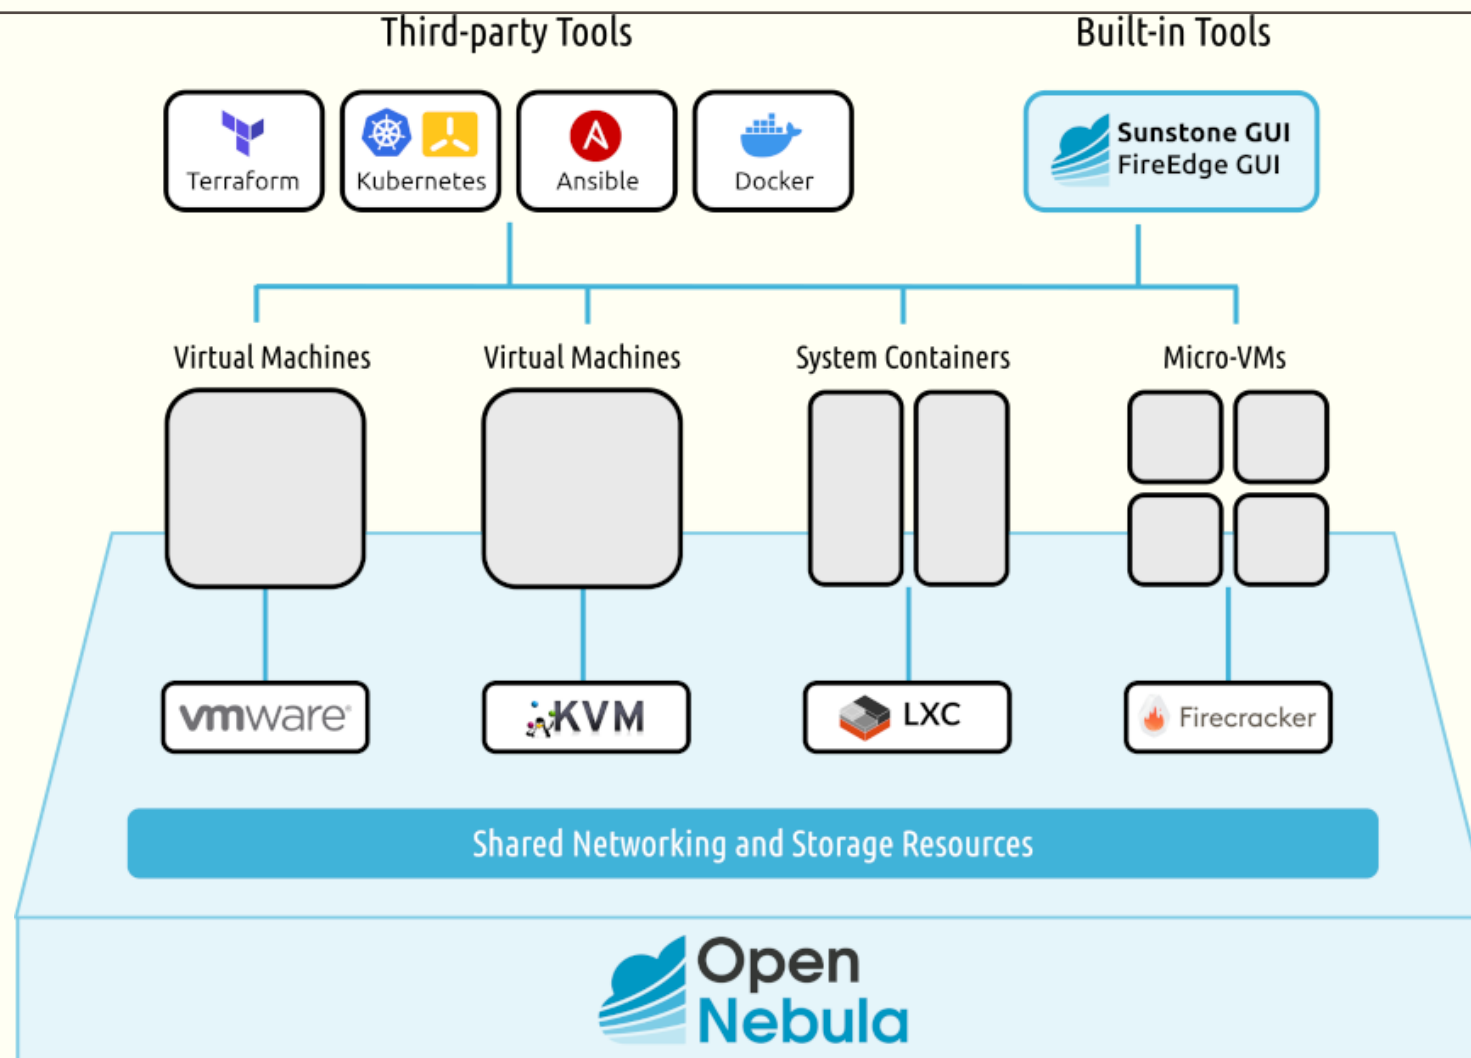 Third-party Tools
Built-in Tools
Terraform
Kubernetes
Ansible
Docker
Sunstone GUI
FireEdge GUI
Virtual Machines
Virtual Machines
System Containers
Micro-VMs
vmware
KVM
LXC
Firecracker
Shared Networking and Storage Resources
Open
Nebula